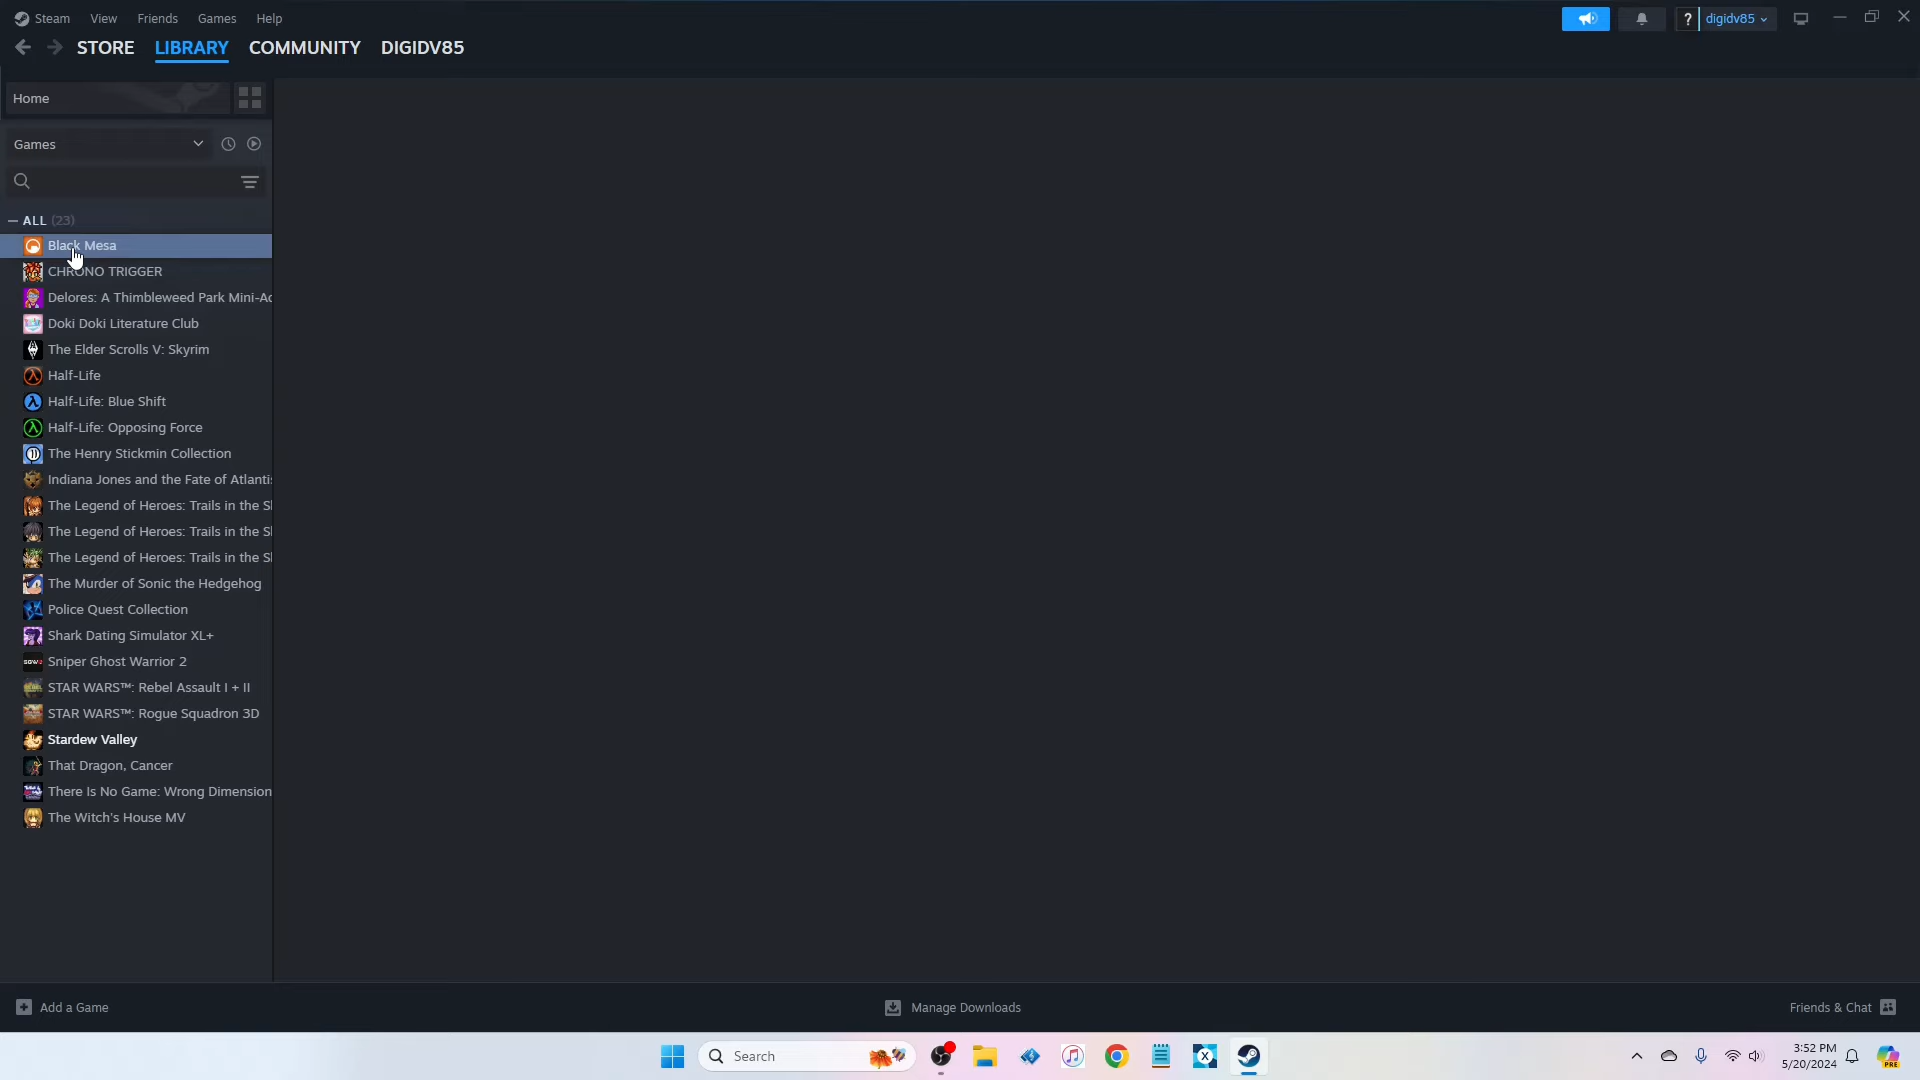 Steam View Friends Games Help
? digidv85
STORE LIBRARY COMMUNITY DIGIDV85
Home
Games
ALL (23)
Black Mesa
CHRONO TRIGGER
Delores: A Thimbleweed Park Mini-Ad
Doki Doki Literature Club
The Elder Scrolls V: Skyrim
Half-Life
Half-Life: Blue Shift
Half-Life: Opposing Force
The Henry Stickmin Collection
Indiana Jones and the Fate of Atlantis
The Legend of Heroes: Trails in the S
The Legend of Heroes: Trails in the S
The Legend of Heroes: Trails in the S
The Murder of Sonic the Hedgehog
Police Quest Collection
Shark Dating Simulator XL+
SGW2 Sniper Ghost Warrior 2
STAR WARS™: Rebel Assault I + II
STAR WARS™: Rogue Squadron 3D
Stardew Valley
That Dragon, Cancer
There Is No Game: Wrong Dimension
The Witch's House MV
Add a Game
Manage Downloads
Friends & Chat
Search
3:52 PM
5/20/2024
PRE